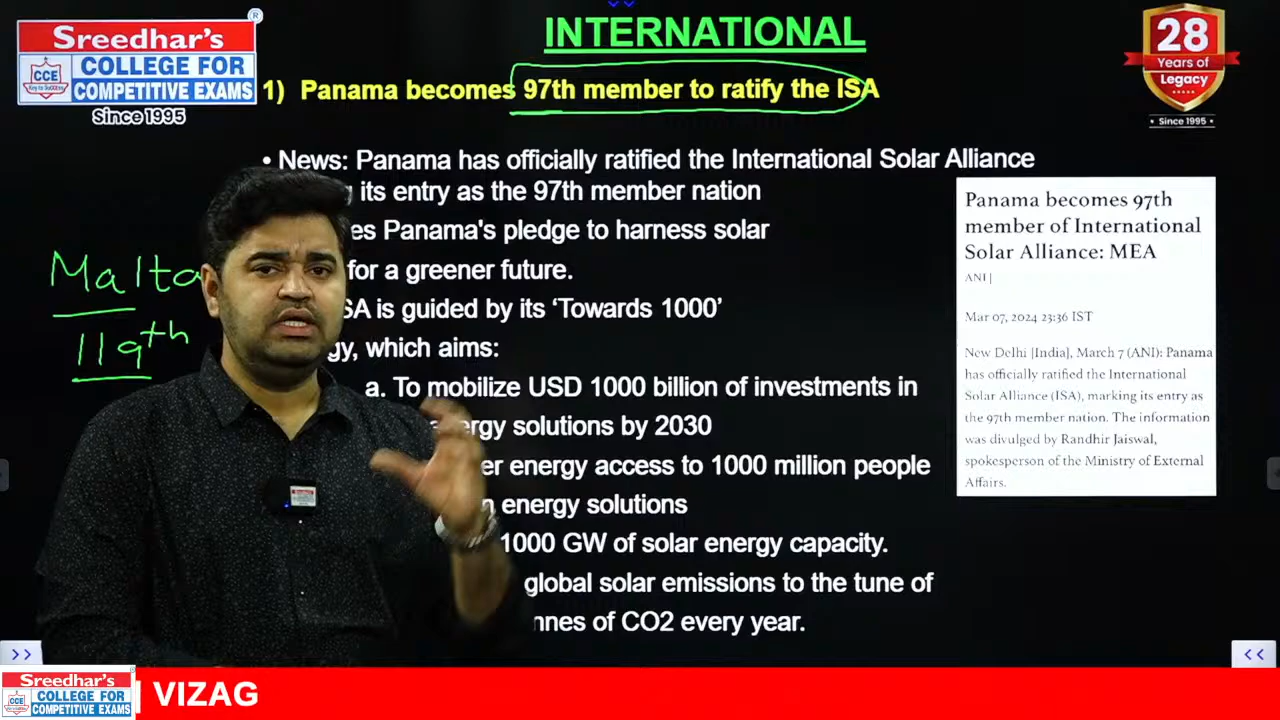 Sreedhar's
CCE
Key to Success
COLLEGE FOR
COMPETITIVE EXAMS
®
Since 1995
INTERNATIONAL
28
Years of
Legacy
• Since 1995 •
1) Panama becomes 97th member to ratify the ISA
• News: Panama has officially ratified the International Solar Alliance
its entry as the 97th member nation
Panama's pledge to harness solar
for a greener future.
is guided by its ‘Towards 1000’
which aims:
a. To mobilize USD 1000 billion of investments in
solutions by 2030
energy access to 1000 million people
energy solutions
1000 GW of solar energy capacity.
global solar emissions to the tune of
of CO2 every year.
Malta
119th
Panama becomes 97th
member of International
Solar Alliance: MEA
ANI |
Mar 07, 2024 23:36 IST
New Delhi [India], March 7 (ANI): Panama
has officially ratified the International
Solar Alliance (ISA), marking its entry as
the 97th member nation. The information
was divulged by Randhir Jaiswal,
spokesperson of the Ministry of External
Affairs.
>>
<<
Sreedhar's
CCE
COLLEGE FOR
COMPETITIVE EXAMS
VIZAG